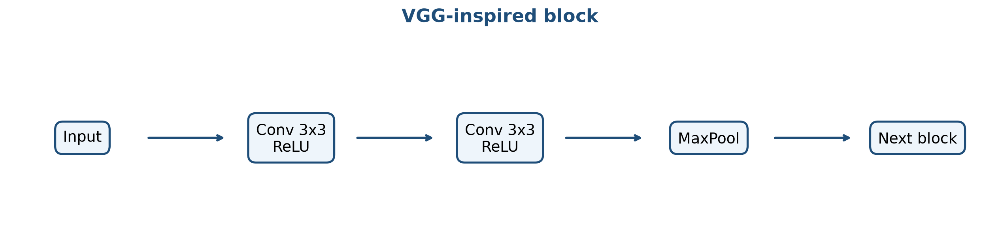 VGG-inspired block
Input
Conv 3x3
ReLU
Conv 3x3
ReLU
MaxPool
Next block